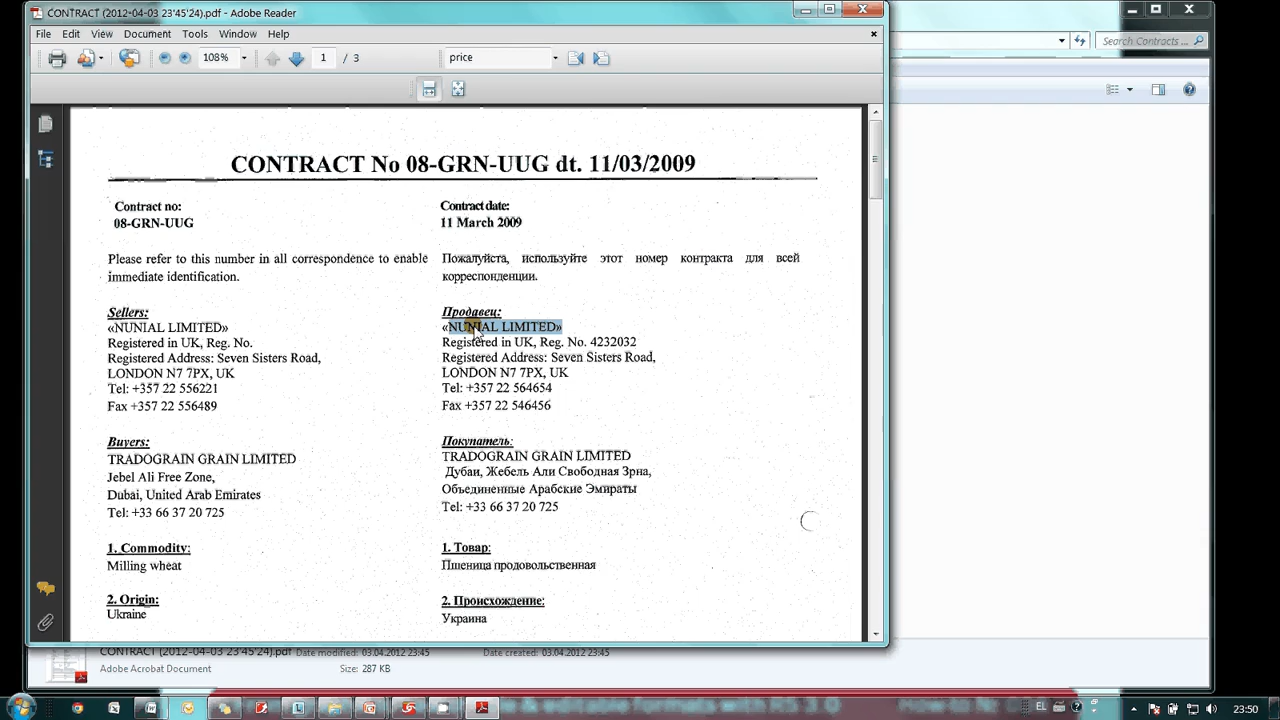 CONTRACT (2012-04-03 23'45'24).pdf - Adobe Reader
File Edit View Document Tools Window Help
108% 1 / 3 price
Search Contracts ...
CONTRACT No 08-GRN-UUG dt. 11/03/2009
Contract no:
08-GRN-UUG
Contract date:
11 March 2009
Please refer to this number in all correspondence to enable
immediate identification.
Пожалуйста, используйте этот номер контракта для всей
корреспонденции.
Sellers:
«NUNIAL LIMITED»
Registered in UK, Reg. No.
Registered Address: Seven Sisters Road,
LONDON N7 7PX, UK
Tel: +357 22 556221
Fax +357 22 556489
Продавец:
«NUNIAL LIMITED»
Registered in UK, Reg. No. 4232032
Registered Address: Seven Sisters Road,
LONDON N7 7PX, UK
Tel: +357 22 564654
Fax +357 22 546456
Buyers:
TRADOGRAIN GRAIN LIMITED
Jebel Ali Free Zone,
Dubai, United Arab Emirates
Tel: +33 66 37 20 725
Покупатель:
TRADOGRAIN GRAIN LIMITED
Дубаи, Жебель Али Свободная Зрна,
Объединенные Арабские Эмираты
Tel: +33 66 37 20 725
1. Commodity:
Milling wheat
1. Товар:
Пшеница продовольственная
2. Origin:
Ukraine
2. Происхождение:
Украина
CONTRACT (2012-04-03 23'45'24).pdf Date modified: 03.04.2012 23:45 Date created: 03.04.2012 23:45
Adobe Acrobat Document Size: 287 KB
EL 23:50